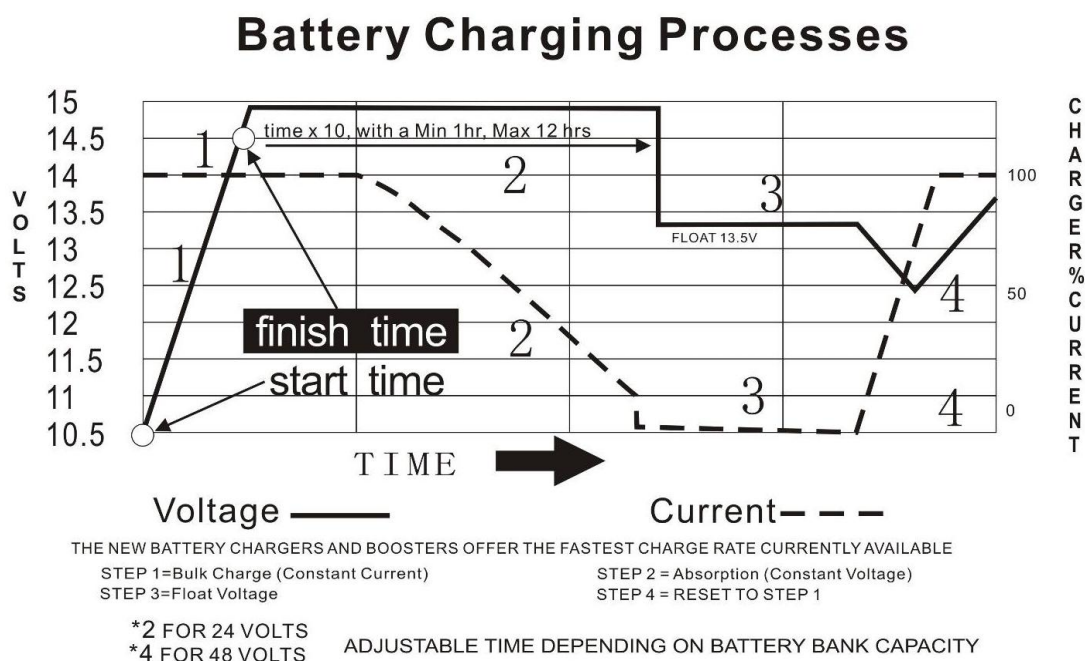 Battery Charging Processes
15
14.5
14
13.5
13
12.5
12
11.5
11
10.5
VOLTS
1
time x 10, with a Min 1hr, Max 12 hrs
2
3
FLOAT 13.5V
1
4
finish time
2
start time
3
4
100
50
0
CHARGER%CURRENT
TIME
Voltage
Current
THE NEW BATTERY CHARGERS AND BOOSTERS OFFER THE FASTEST CHARGE RATE CURRENTLY AVAILABLE
STEP 1=Bulk Charge (Constant Current)
STEP 2 = Absorption (Constant Voltage)
STEP 3=Float Voltage
STEP 4 = RESET TO STEP 1
*2 FOR 24 VOLTS
*4 FOR 48 VOLTS
ADJUSTABLE TIME DEPENDING ON BATTERY BANK CAPACITY